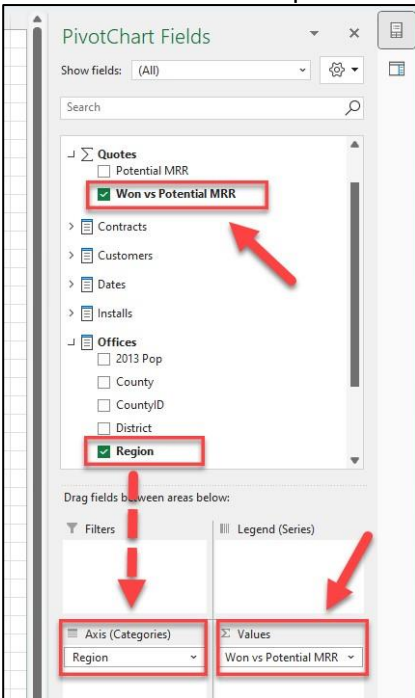 PivotChart Fields
Show fields: (All)
Search
Quotes
Potential MRR
Won vs Potential MRR
Contracts
Customers
Dates
Installs
Offices
2013 Pop
County
CountyID
District
Region
Drag fields between areas below:
Filters
Legend (Series)
Axis (Categories)
Σ Values
Region
Won vs Potential MRR